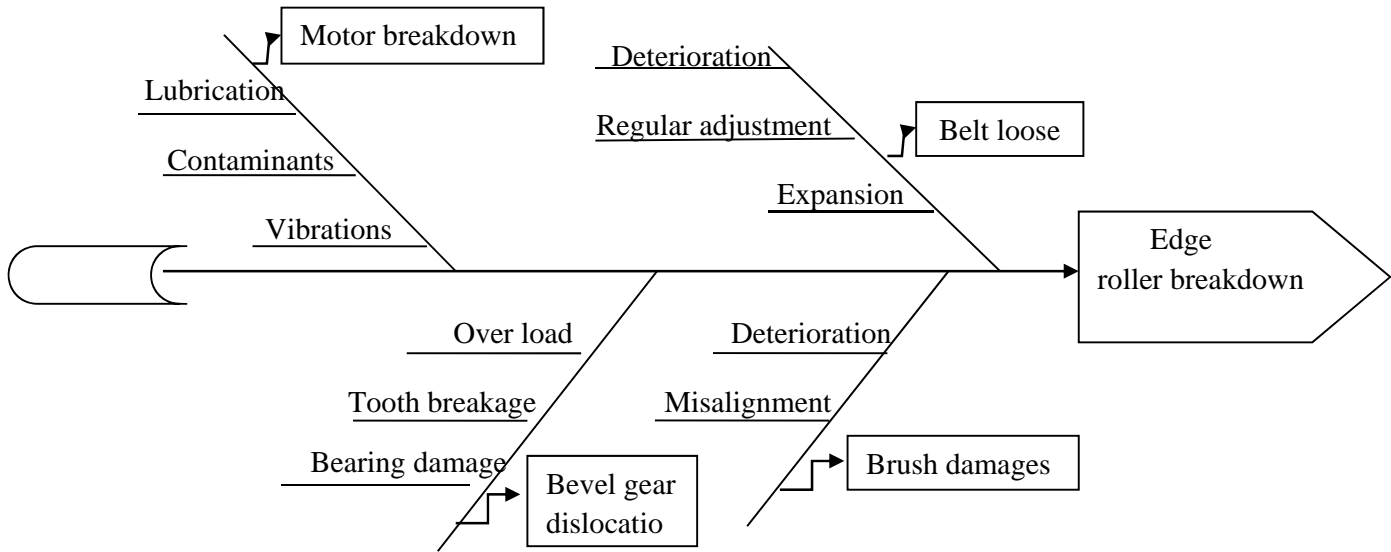 Motor breakdown
Lubrication
Contaminants
Vibrations
Deterioration
Regular adjustment
Expansion
Belt loose
Edge
roller breakdown
Over load
Tooth breakage
Bearing damage
Bevel gear
dislocatio
Deterioration
Misalignment
Brush damages